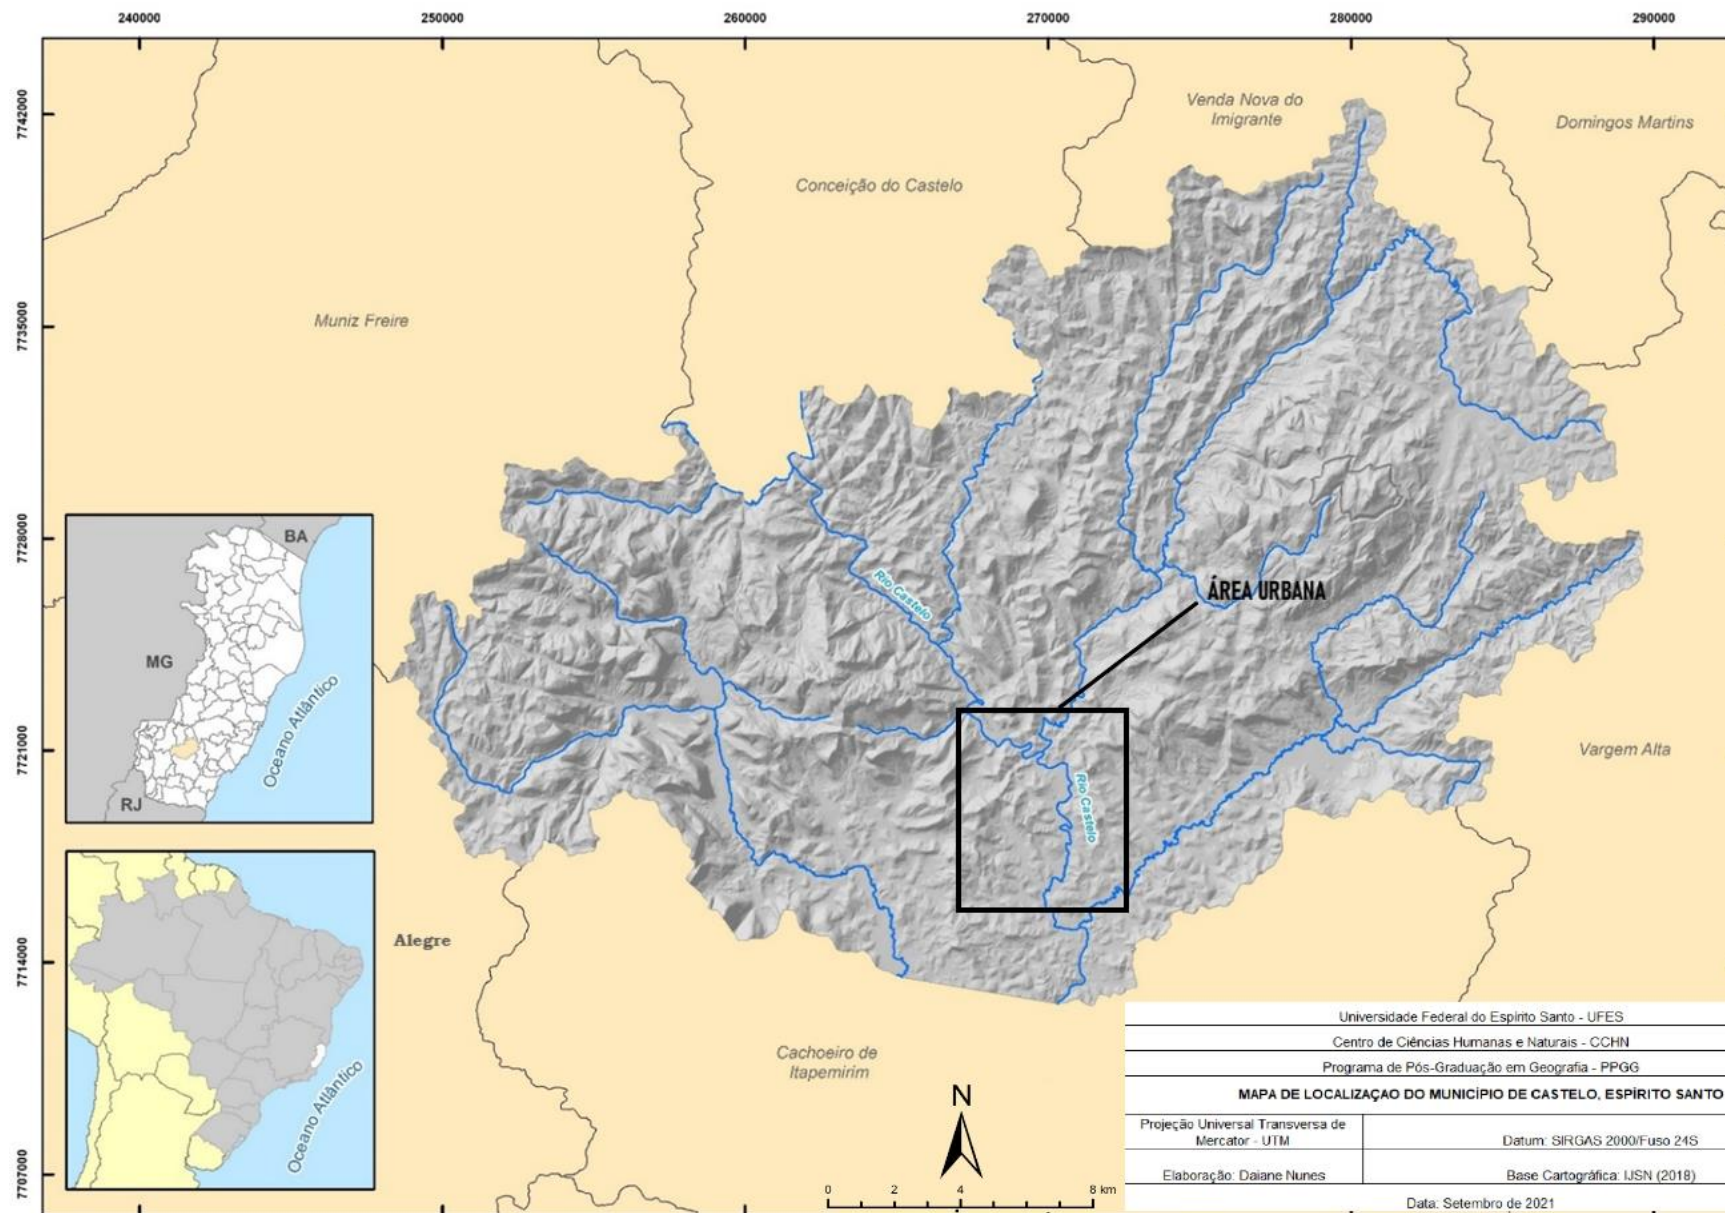 240000
250000
260000
270000
280000
290000
7742000
7735000
7728000
7721000
7714000
7707000
Venda Nova do
Imigrante
Domingos Martins
Conceição do Castelo
Muniz Freire
Rio Castelo
ÁREA URBANA
Rio Castelo
Vargem Alta
BA
MG
RJ
Oceano Atlântico
Oceano Atlântico
Alegre
Cachoeiro de
Itapemirim
N
0 2 4 8 km
Universidade Federal do Espírito Santo - UFES
Centro de Ciências Humanas e Naturais - CCHN
Programa de Pós-Graduação em Geografia - PPGG
MAPA DE LOCALIZAÇAO DO MUNICÍPIO DE CASTELO, ESPÍRITO SANTO
Projeção Universal Transversa de
Mercator - UTM
Datum: SIRGAS 2000/Fuso 24S
Elaboração: Daiane Nunes
Base Cartográfica: IJSN (2018)
Data: Setembro de 2021